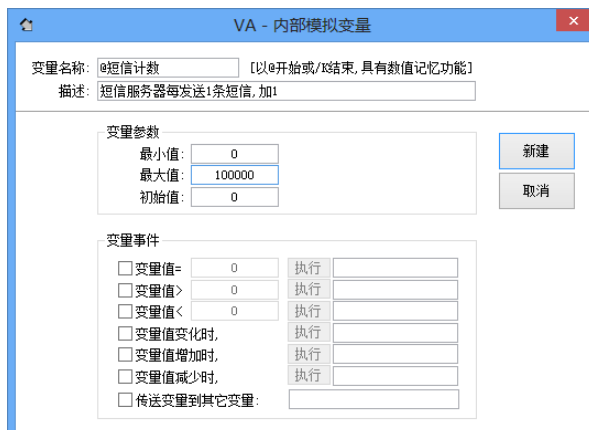 VA - 内部模拟变量
变量名称: @短信计数 [以@开始或/K结束,具有数值记忆功能]
描述: 短信服务器每发送1条短信,加1
变量参数
最小值: 0
最大值: 100000
初始值: 0
新建
取消
变量事件
变量值= 0 执行
变量值> 0 执行
变量值< 0 执行
变量值变化时, 执行
变量值增加时, 执行
变量值减少时, 执行
传送变量到其它变量: